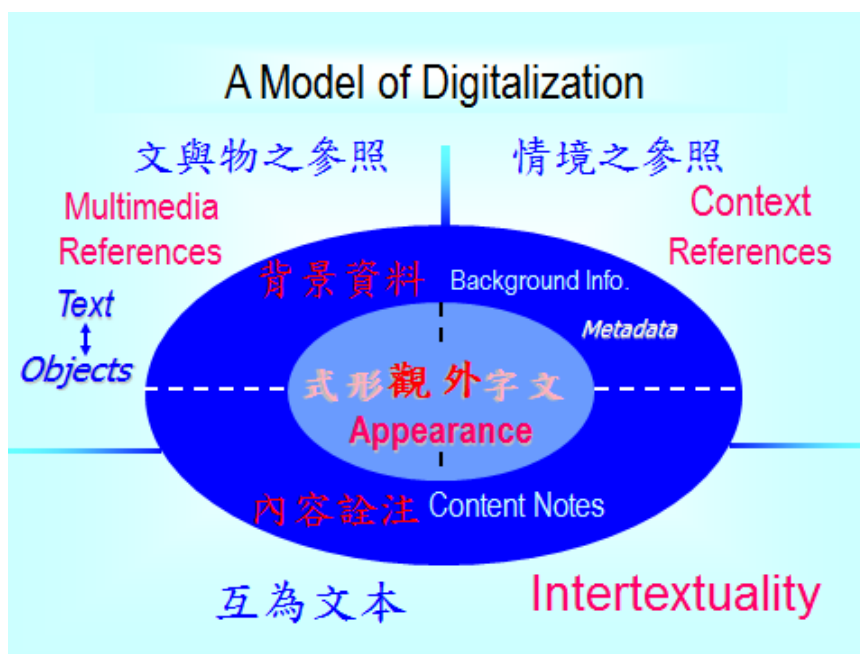 A Model of Digitalization
文與物之參照
情境之參照
Multimedia
References
Context
References
Text
Objects
背景資料 Background Info.
Metadata
文字外觀形式
Appearance
內容詮注 Content Notes
互為文本
Intertextuality